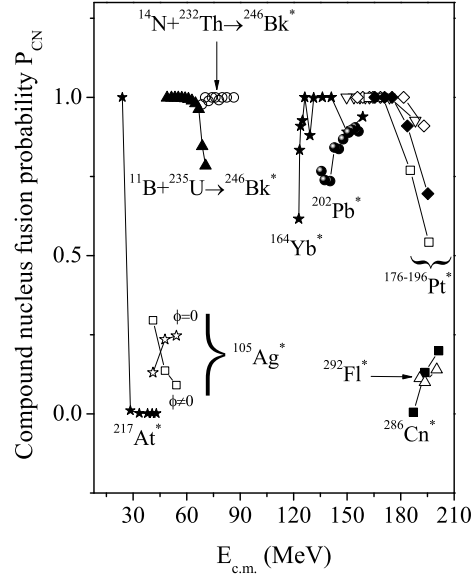 ¹⁴N+²³²Th→²⁴⁶Bk*
1.0
¹¹B+²³⁵U→²⁴⁶Bk*
²⁰²Pb*
¹⁶⁴Yb*
0.5
¹⁷⁶⁻¹⁹⁶Pt*
ϕ=0
¹⁰⁵Ag*
ϕ≠0
²⁹²Fl*
0.0
²¹⁷At*
²⁸⁶Cn*
30 60 90 120 150 180 210
E_c.m. (MeV)
Compound nucleus fusion probability P_CN